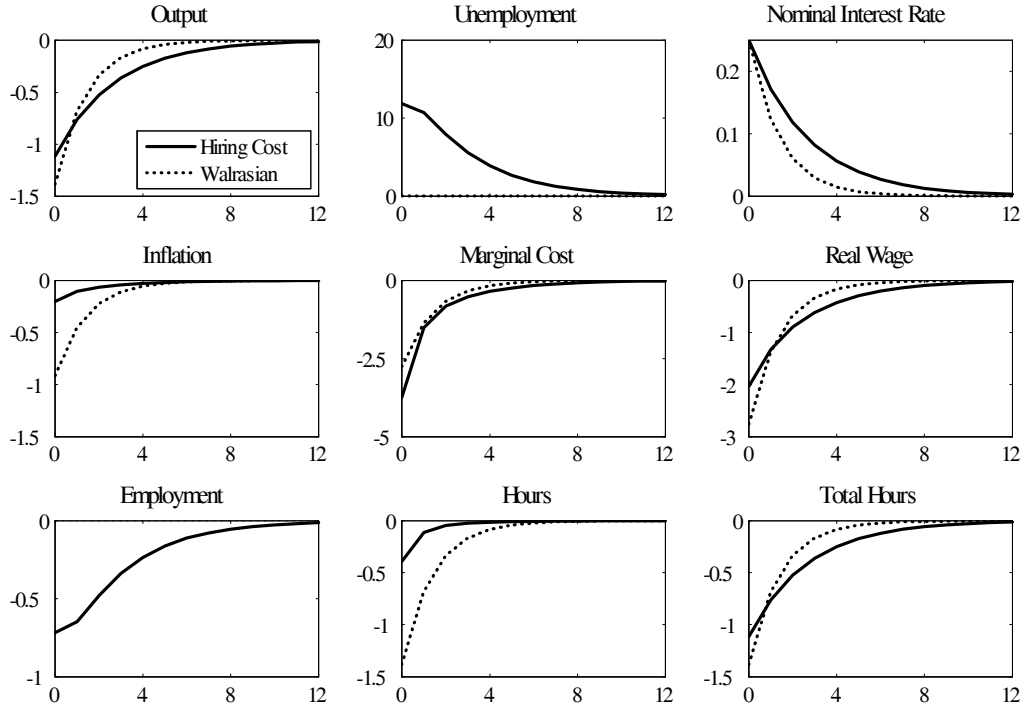 Output
0
-0.5
-1
-1.5
0 4 8 12
Hiring Cost
Walrasian
Unemployment
20
10
0
0 4 8 12
Nominal Interest Rate
0.2
0.1
0
0 4 8 12
Inflation
0
-0.5
-1
-1.5
0 4 8 12
Marginal Cost
0
-2.5
-5
0 4 8 12
Real Wage
0
-1
-2
-3
0 4 8 12
Employment
0
-0.5
-1
0 4 8 12
Hours
0
-0.5
-1
-1.5
0 4 8 12
Total Hours
0
-0.5
-1
-1.5
0 4 8 12